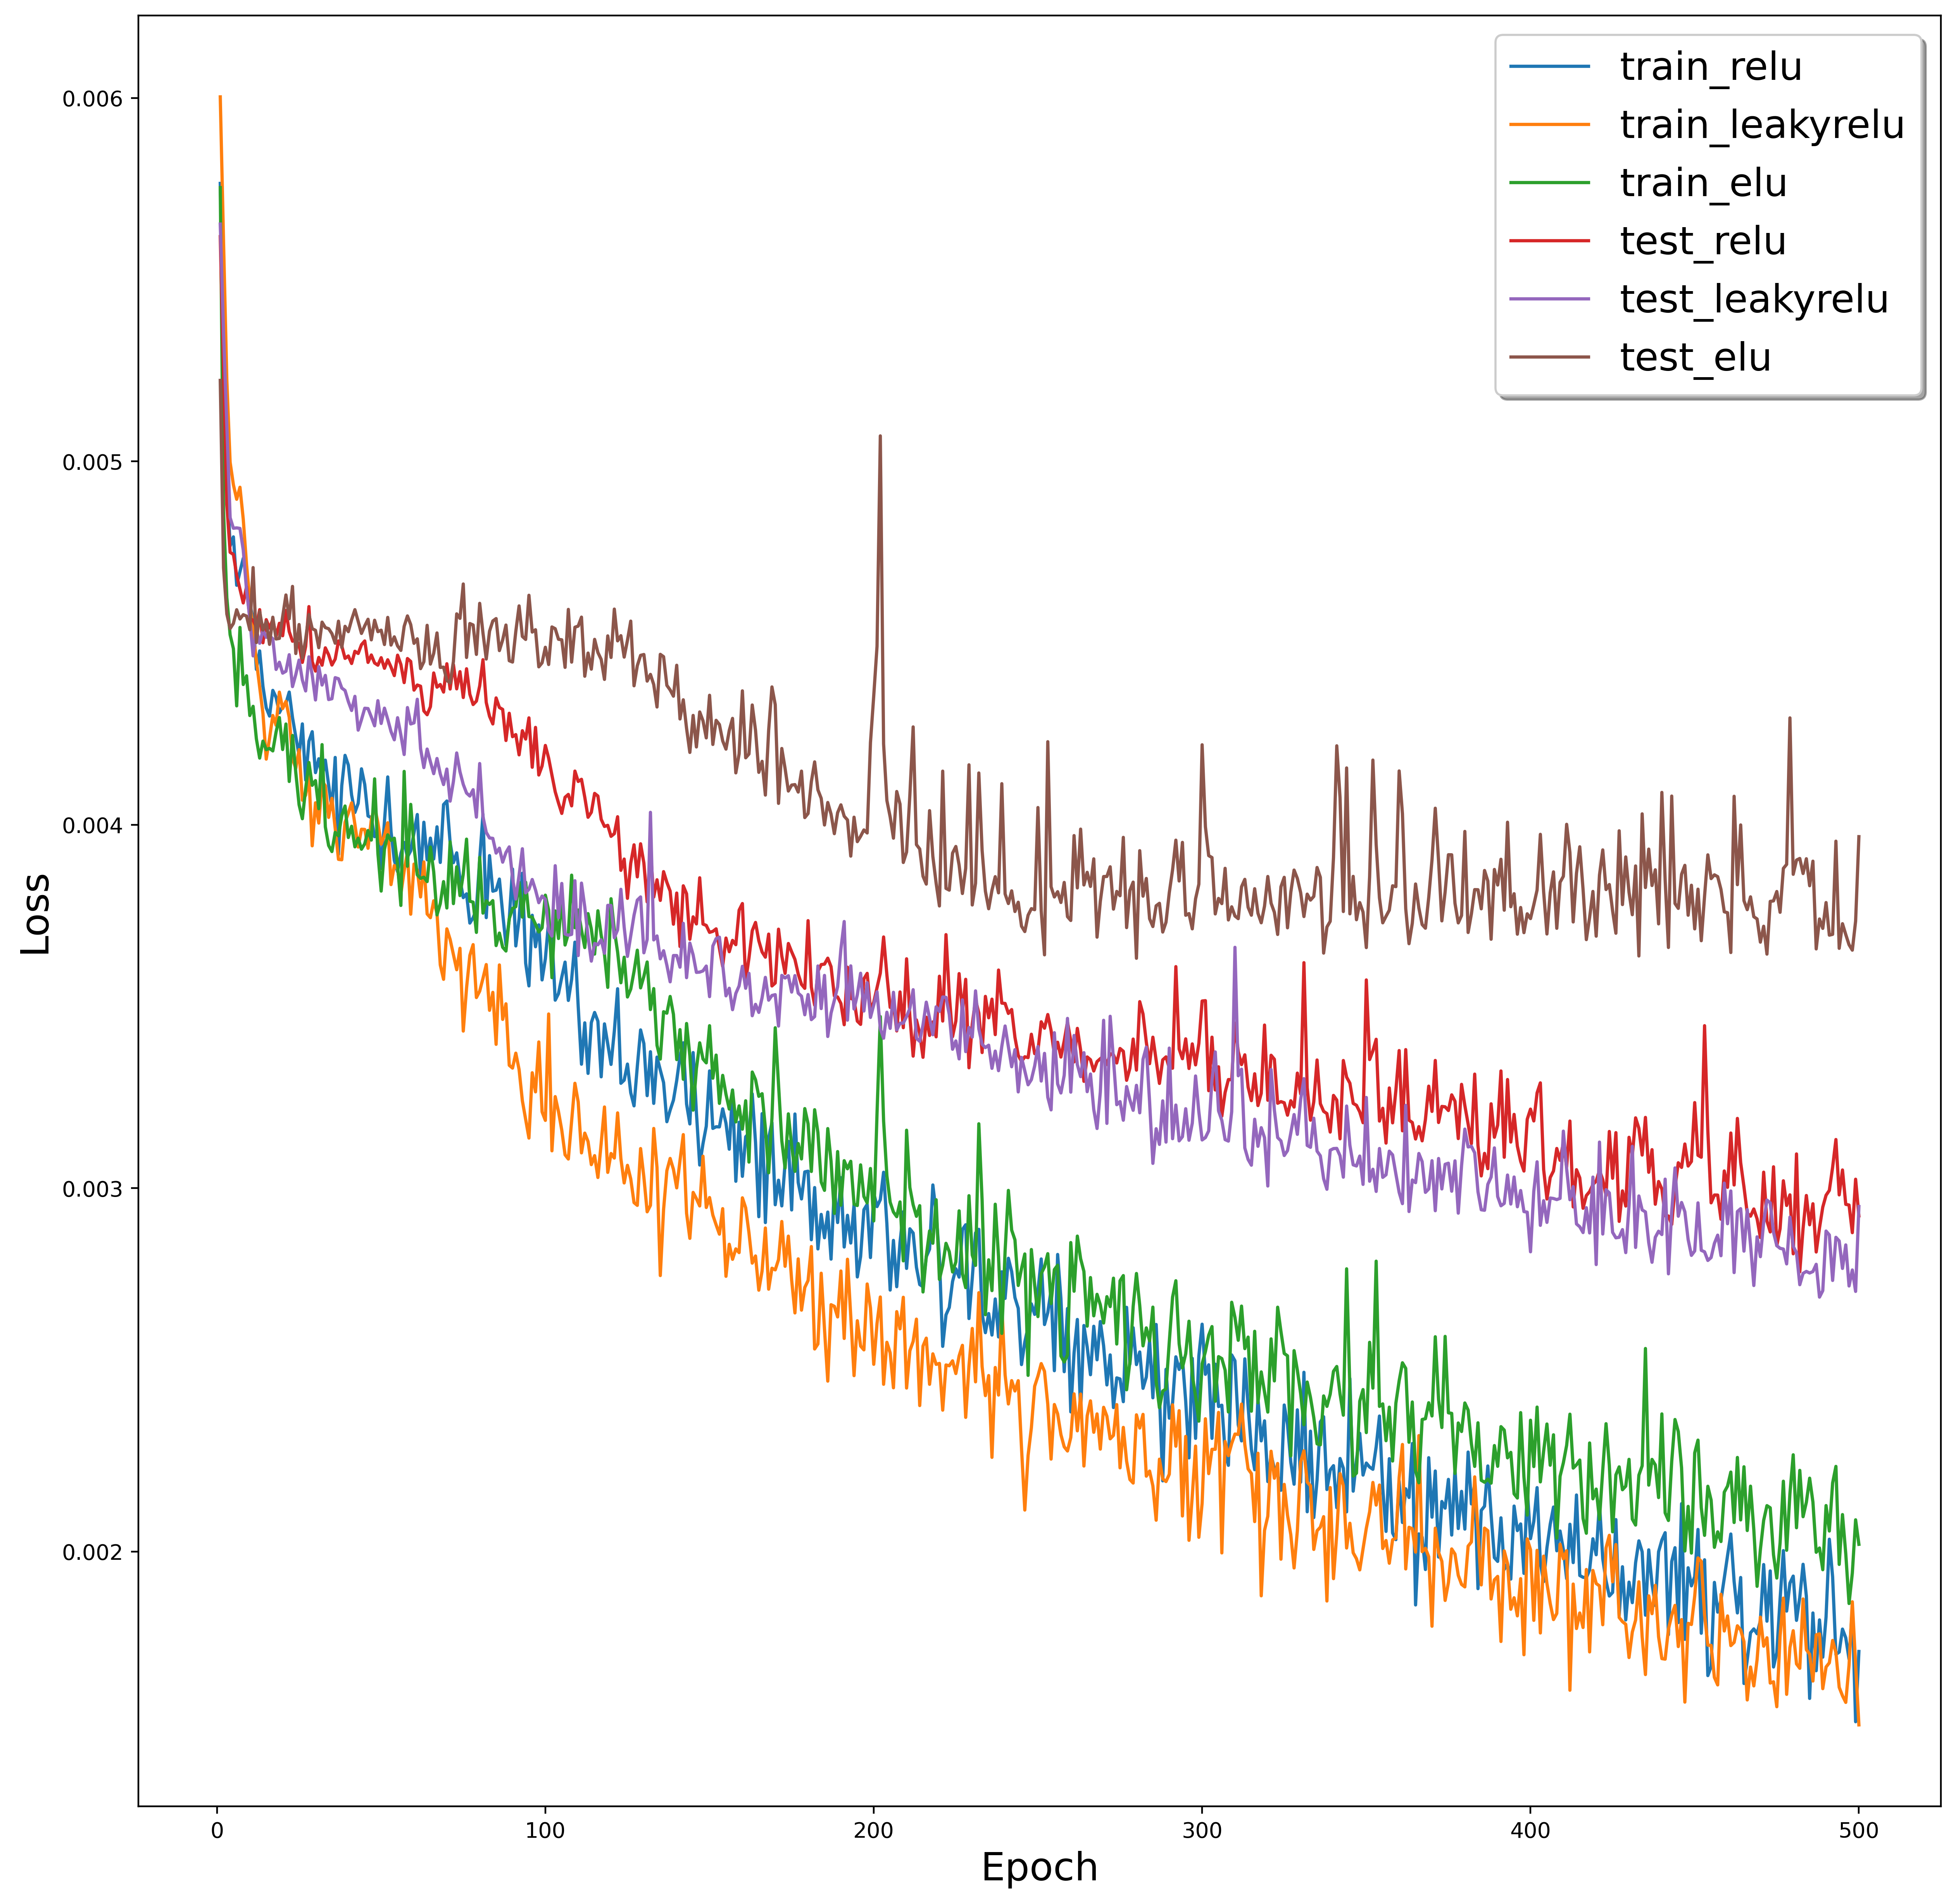 train_relu
train_leakyrelu
train_elu
test_relu
test_leakyrelu
test_elu
0.006
0.005
0.004
0.003
0.002
Loss
0 100 200 300 400 500
Epoch